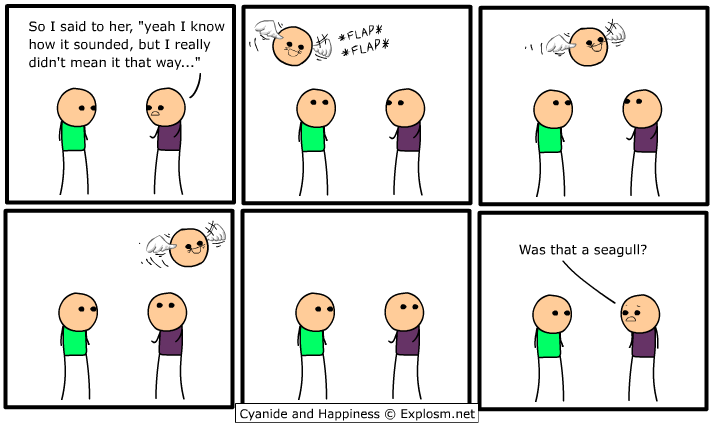 So I said to her, "yeah I know
how it sounded, but I really
didn't mean it that way..."
*FLAP*
*FLAP*
Was that a seagull?
Cyanide and Happiness © Explosm.net